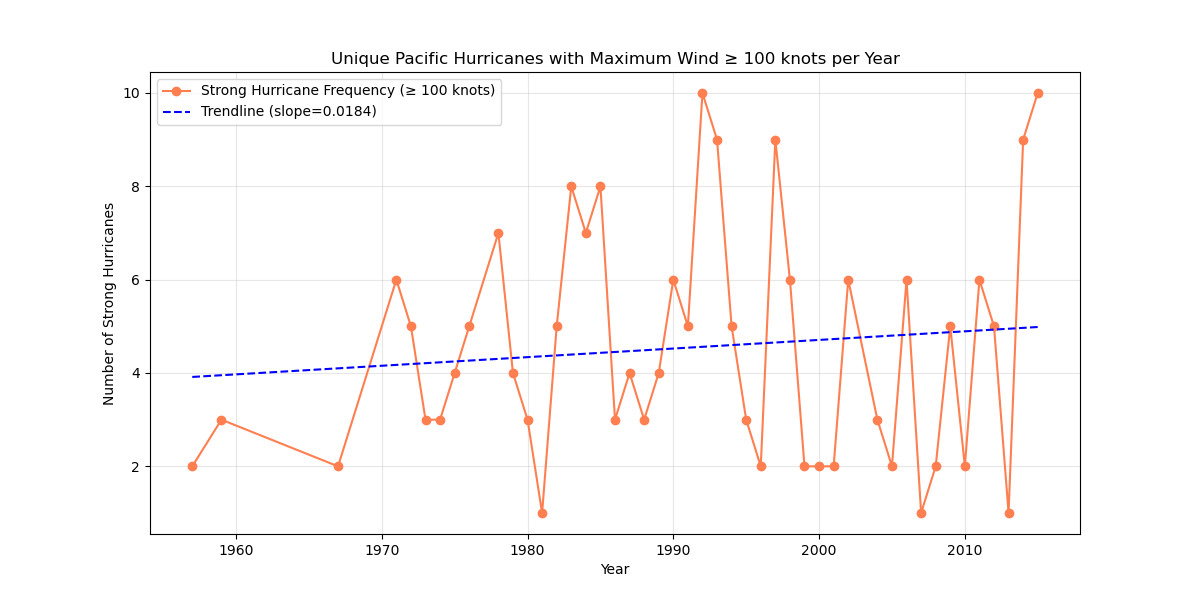 Unique Pacific Hurricanes with Maximum Wind ≥ 100 knots per Year
Strong Hurricane Frequency (≥ 100 knots)
Trendline (slope=0.0184)
Number of Strong Hurricanes
10
8
6
4
2
1960
1970
1980
1990
2000
2010
Year